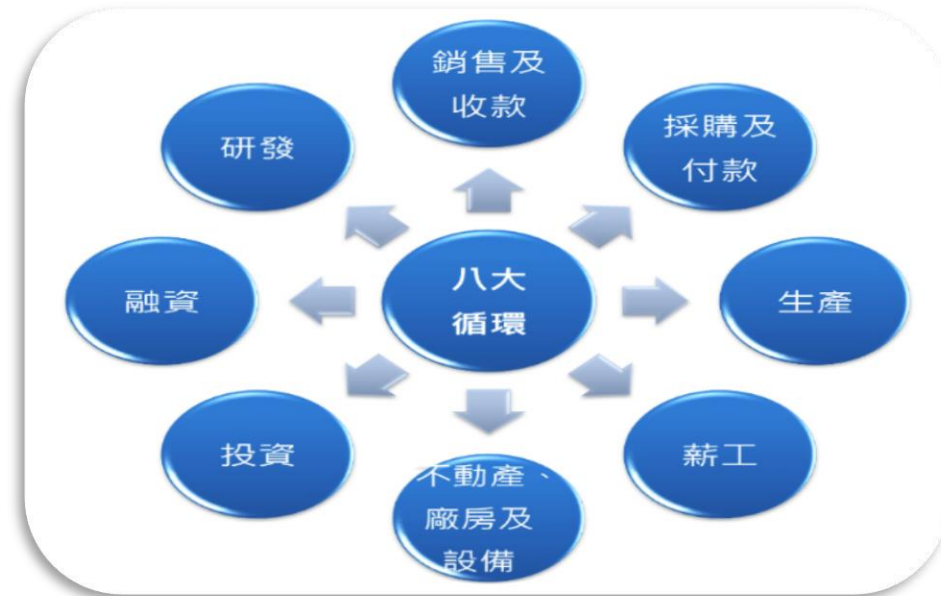 八大
循環
銷售及
收款
採購及
付款
生產
薪工
不動產、
廠房及
設備
投資
融資
研發